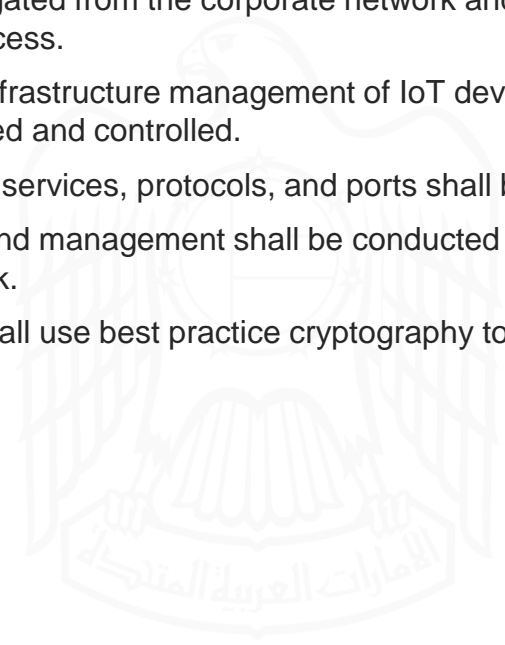 gated from the corporate network and
cess.
frastructure management of IoT dev
ed and controlled.
services, protocols, and ports shall b
nd management shall be conducted
k.
all use best practice cryptography to
الإمارات العربية المتحدة